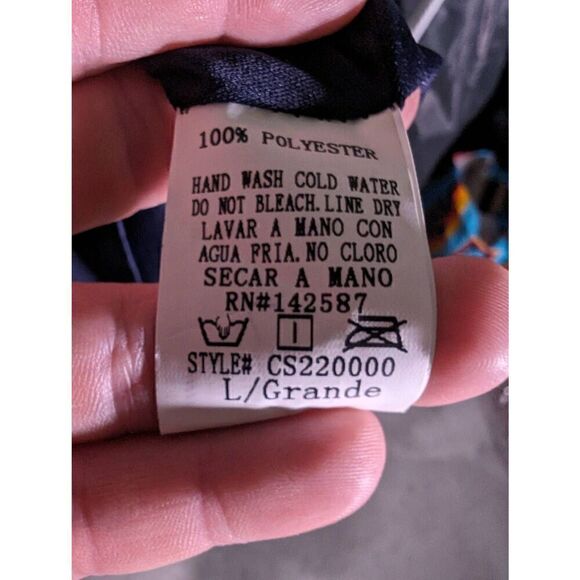 100% POLYESTER
HAND WASH COLD WATER
DO NOT BLEACH.LINE DRY
LAVAR A MANO CON
AGUA FRIA.NO CLORO
SECAR A MANO
RN#142587
STYLE# CS220000
L/Grande